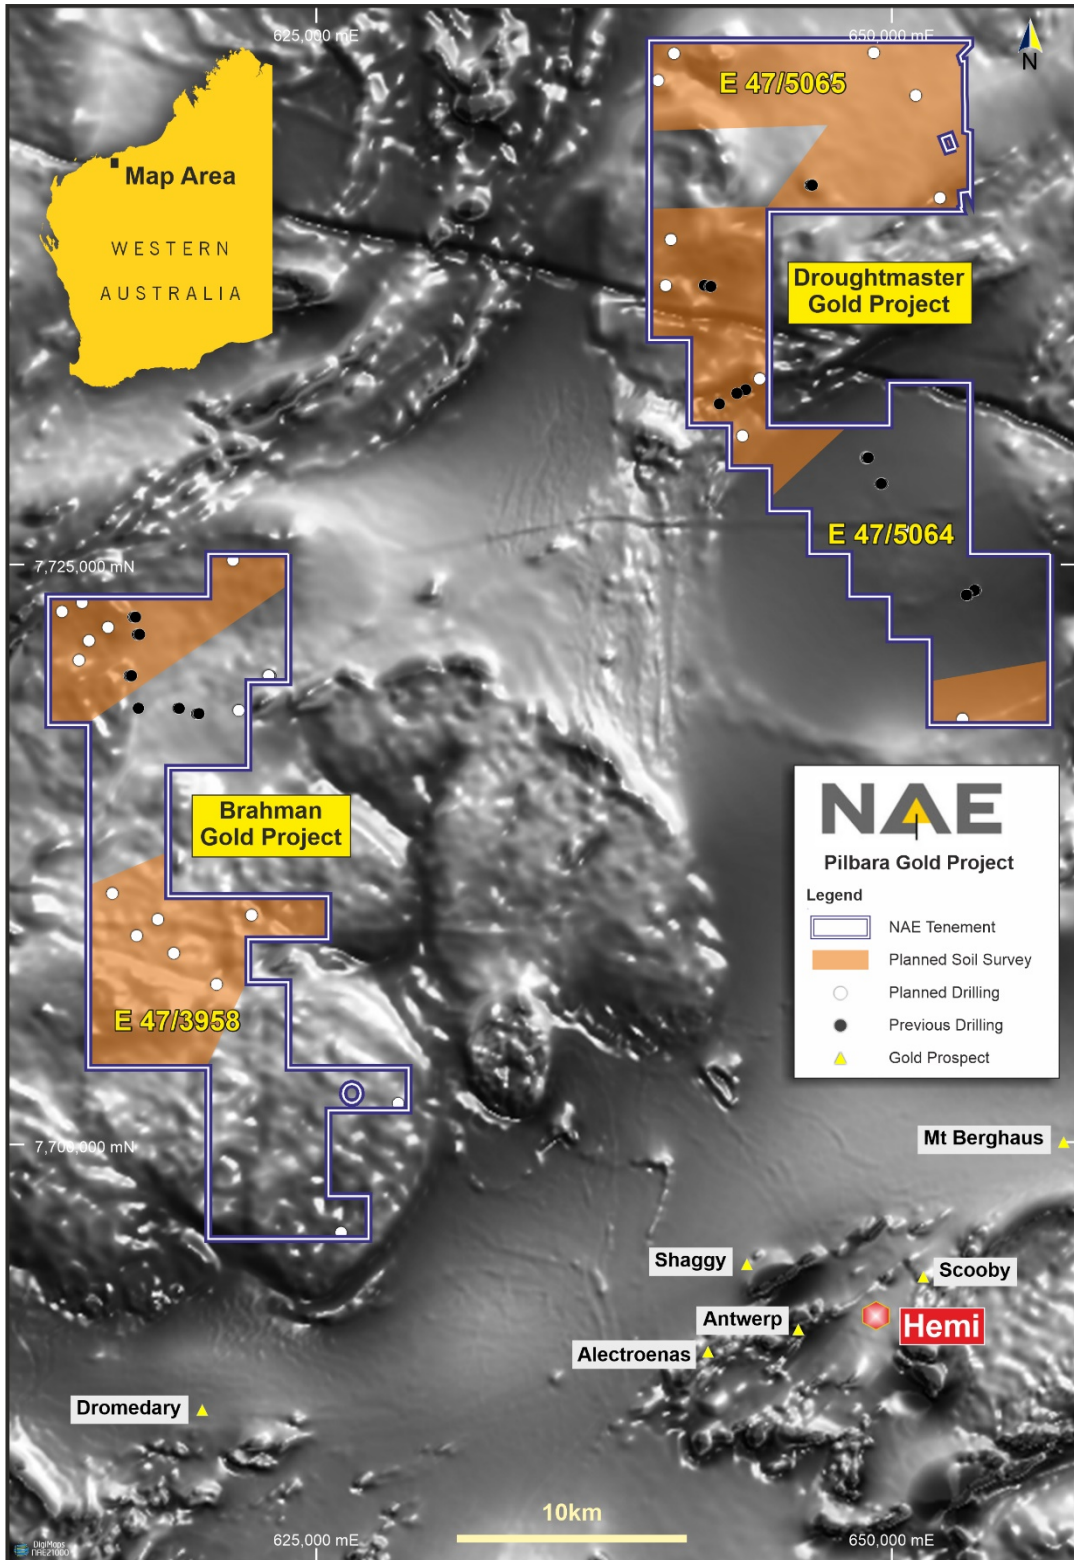 625,000 mE
650,000 mE
N
E 47/5065
Map Area
WESTERN
AUSTRALIA
Droughtmaster
Gold Project
E 47/5064
7,725,000 mN
Brahman
Gold Project
NAE
Pilbara Gold Project
Legend
NAE Tenement
Planned Soil Survey
Planned Drilling
Previous Drilling
Gold Prospect
E 47/3958
7,700,000 mN
Mt Berghaus
Shaggy
Scooby
Antwerp
Hemi
Alectroenas
Dromedary
10km
625,000 mE
650,000 mE
DigiMaps
NAE21000